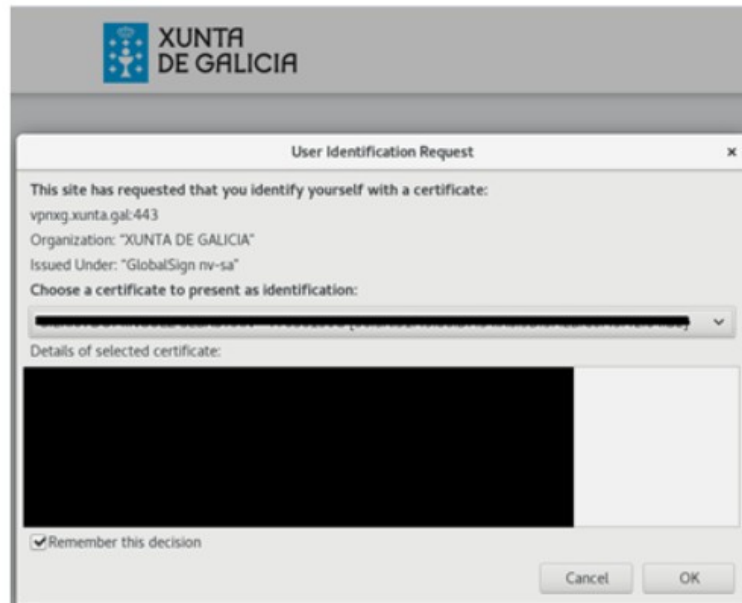 XUNTA
DE GALICIA
User Identification Request
This site has requested that you identify yourself with a certificate:
vpnxg.xunta.gal:443
Organization: "XUNTA DE GALICIA"
Issued Under: "GlobalSign nv-sa"
Choose a certificate to present as identification:
Details of selected certificate:
Remember this decision
Cancel OK